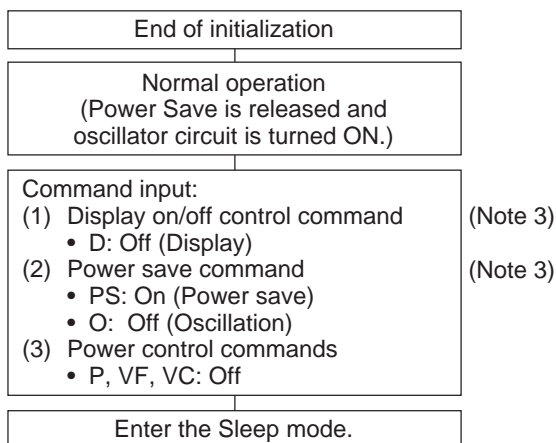 End of initialization
Normal operation
(Power Save is released and
oscillator circuit is turned ON.)
Command input:
(1) Display on/off control command (Note 3)
• D: Off (Display)
(2) Power save command (Note 3)
• PS: On (Power save)
• O: Off (Oscillation)
(3) Power control commands
• P, VF, VC: Off
Enter the Sleep mode.